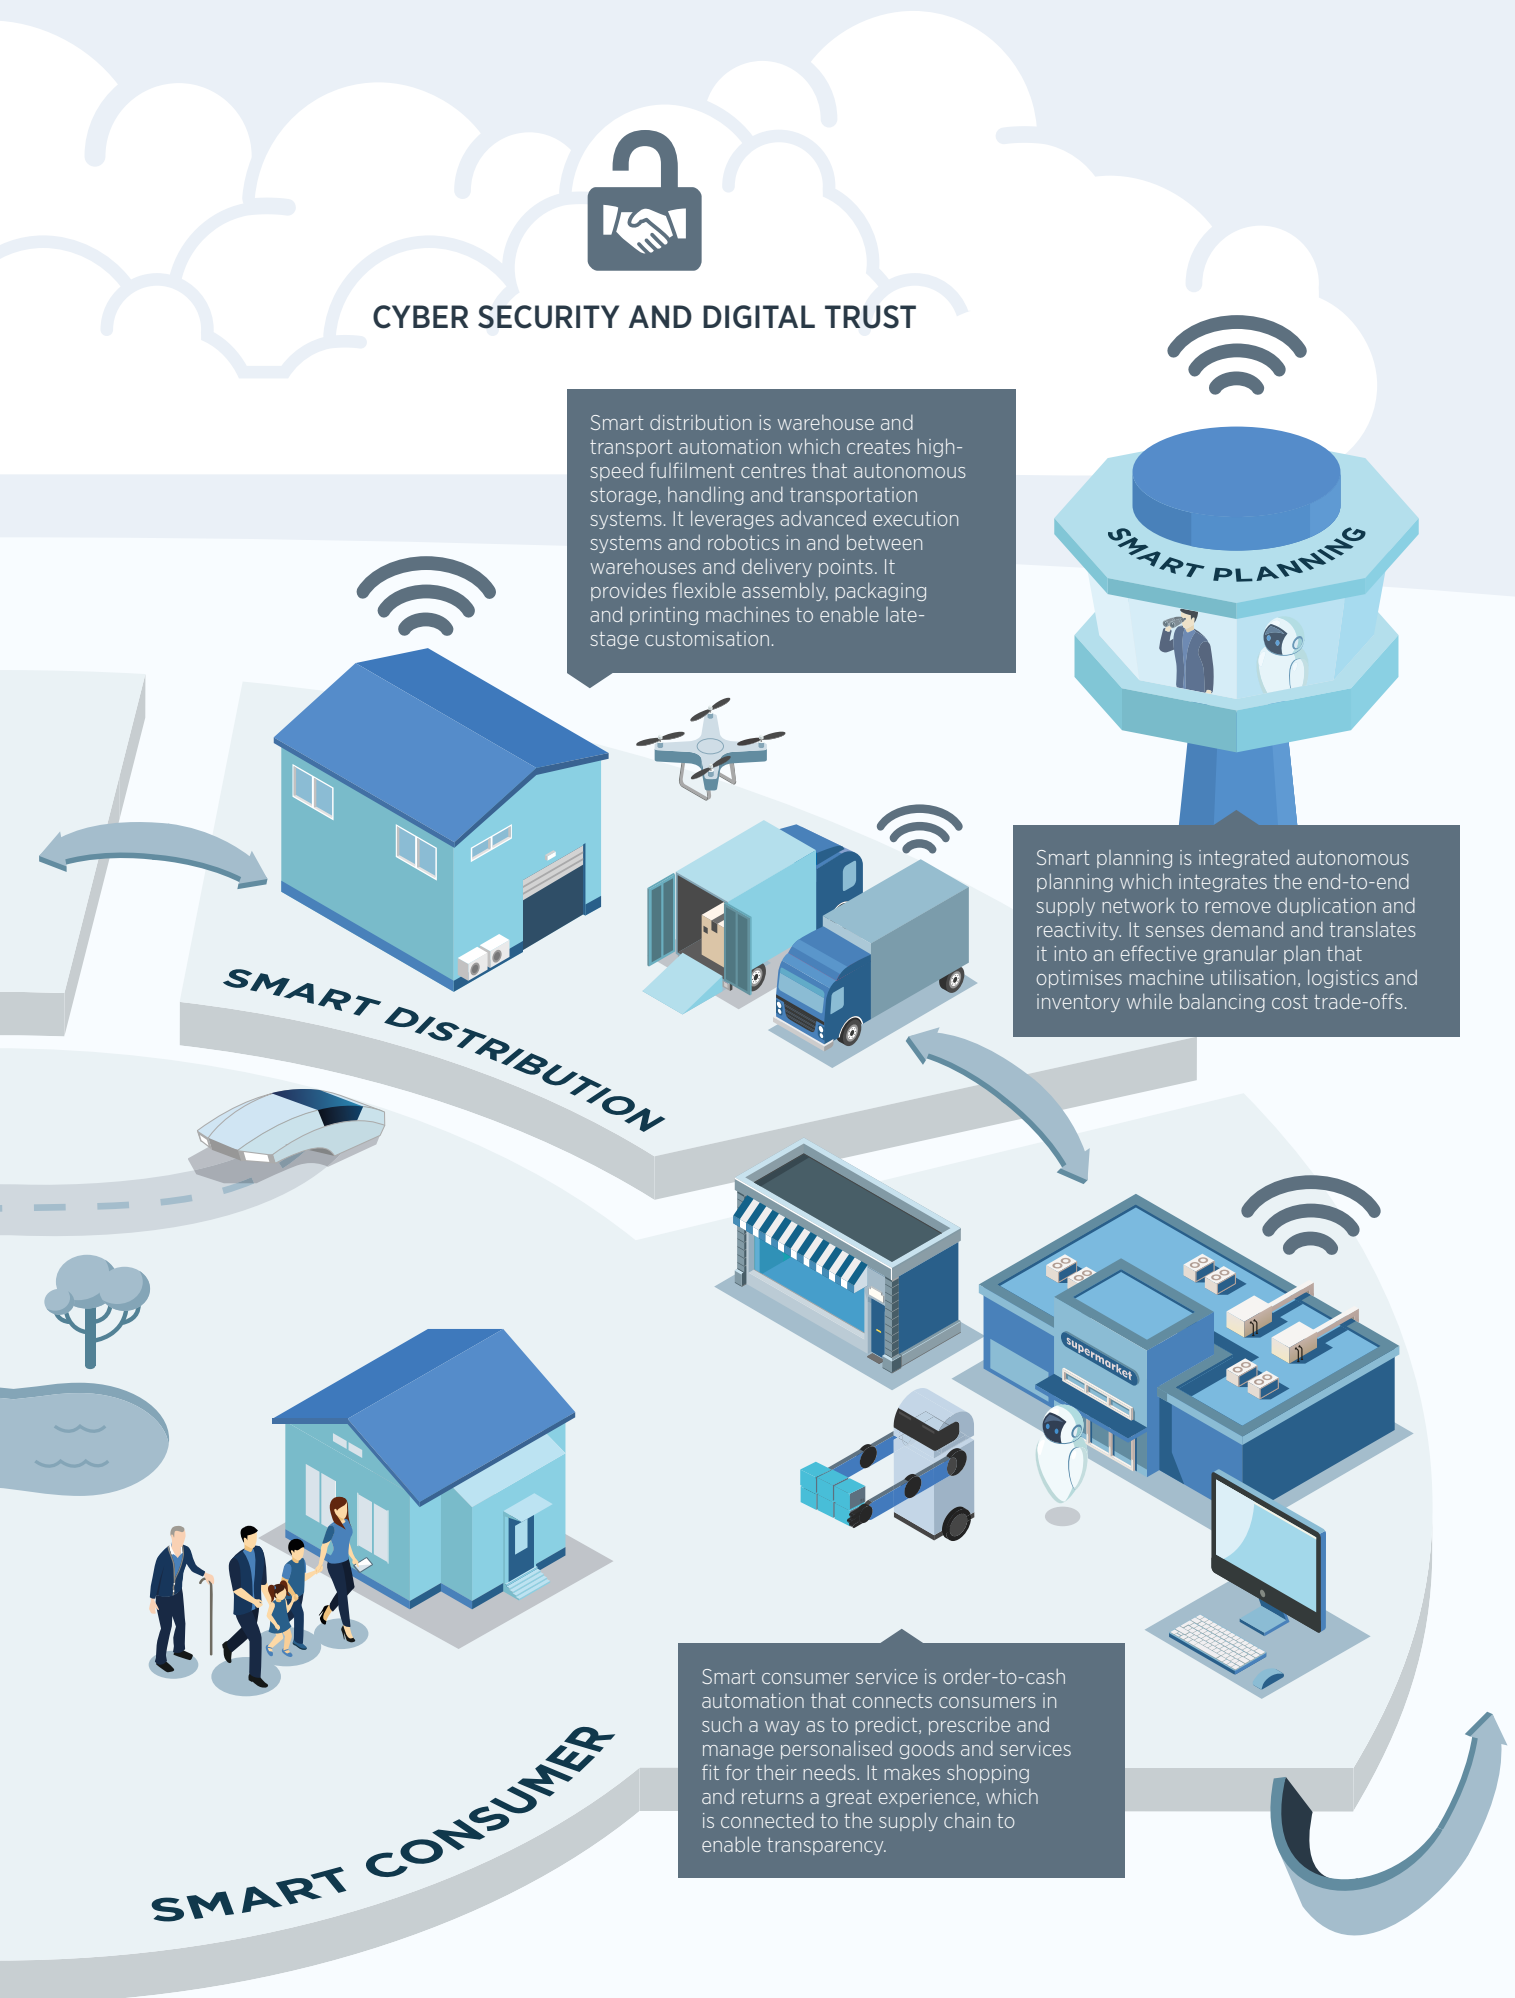 CYBER SECURITY AND DIGITAL TRUST
Smart distribution is warehouse and
transport automation which creates high-
speed fulfilment centres that autonomous
storage, handling and transportation
systems. It leverages advanced execution
systems and robotics in and between
warehouses and delivery points. It
provides flexible assembly, packaging
and printing machines to enable late-
stage customisation.
SMART PLANNING
Smart planning is integrated autonomous
planning which integrates the end-to-end
supply network to remove duplication and
reactivity. It senses demand and translates
it into an effective granular plan that
optimises machine utilisation, logistics and
inventory while balancing cost trade-offs.
SMART DISTRIBUTION
supermarket
Smart consumer service is order-to-cash
automation that connects consumers in
such a way as to predict, prescribe and
manage personalised goods and services
fit for their needs. It makes shopping
and returns a great experience, which
is connected to the supply chain to
enable transparency.
SMART CONSUMER